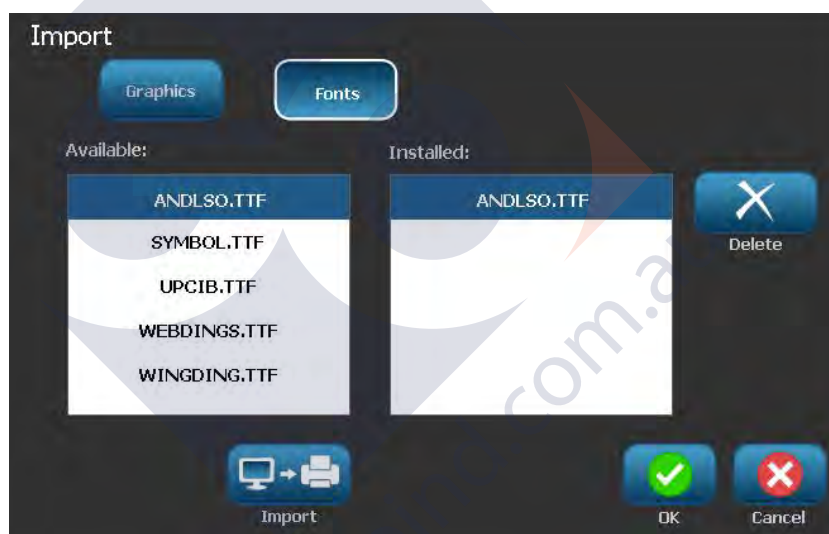 Import
Graphics
Fonts
Available:
Installed:
ANDLSO.TTF
SYMBOL.TTF
UPCIB.TTF
WEBDINGS.TTF
WINGDING.TTF
ANDLSO.TTF
Delete
Import
OK
Cancel